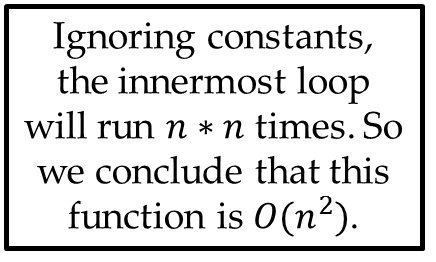 Ignoring constants,
the innermost loop
will run n ∗ n times. So
we conclude that this
function is O(n²).